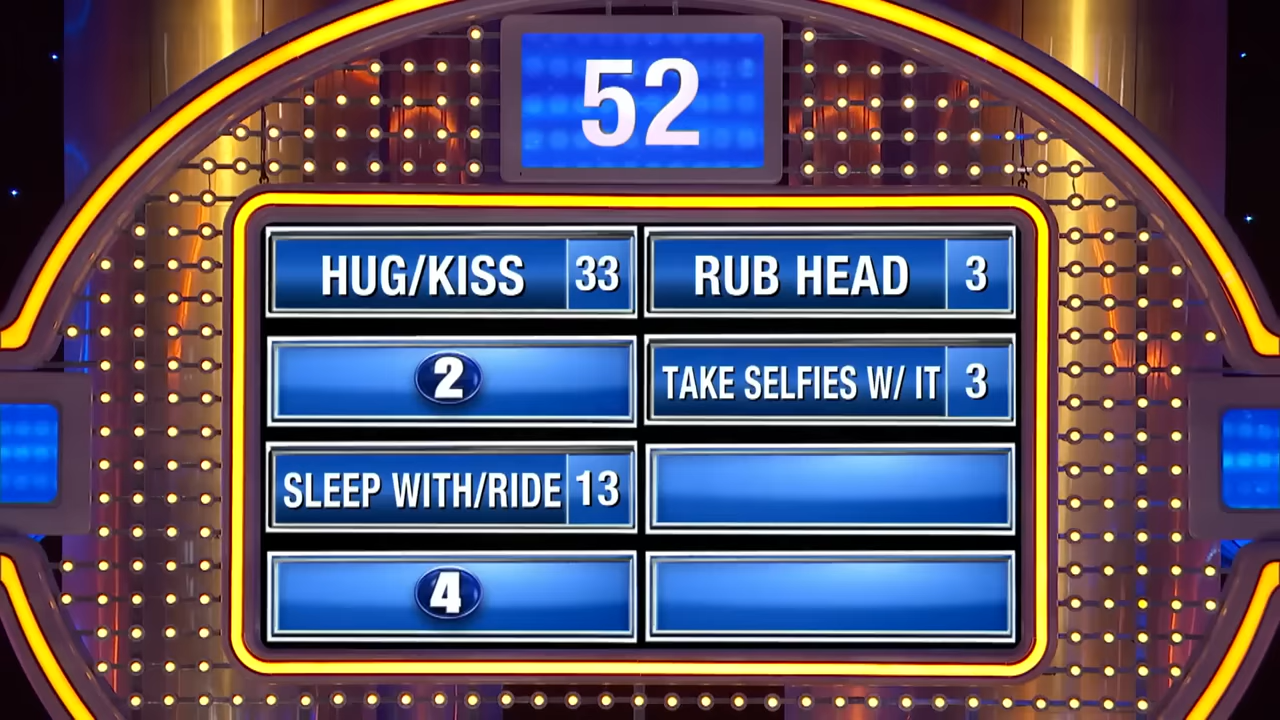 52
HUG/KISS 33
RUB HEAD 3
2
TAKE SELFIES W/ IT 3
SLEEP WITH/RIDE 13
4